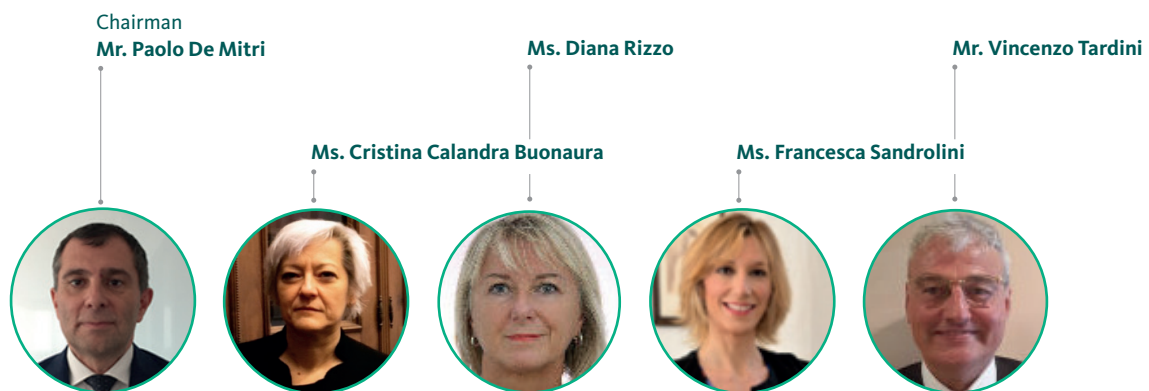 Chairman
Mr. Paolo De Mitri
Ms. Diana Rizzo
Mr. Vincenzo Tardini
Ms. Cristina Calandra Buonaura
Ms. Francesca Sandrolini